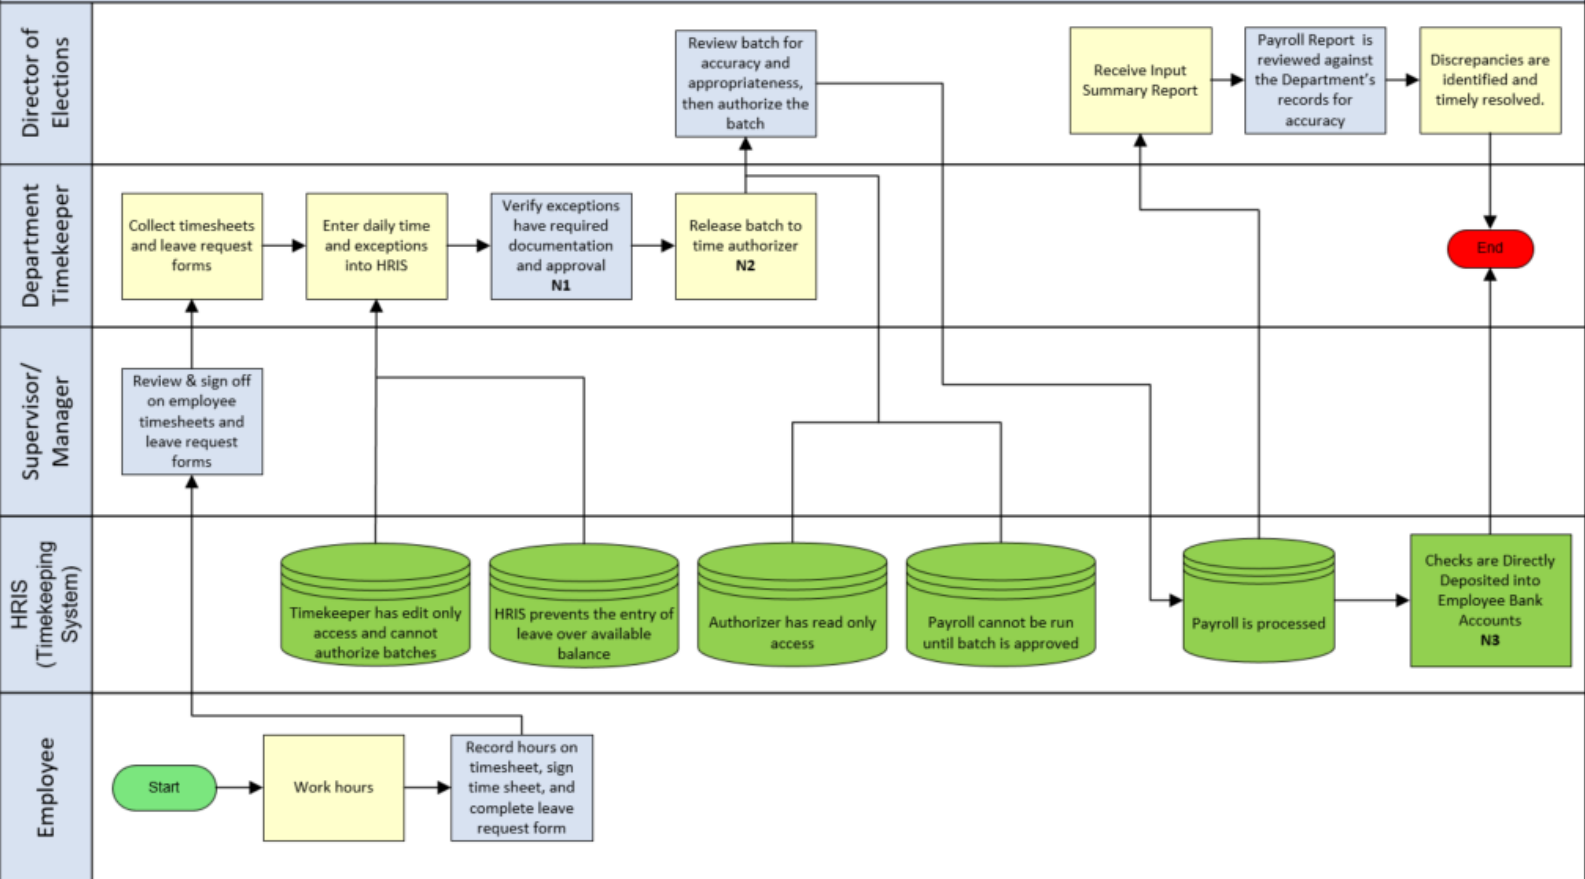 Director of
Elections
Review batch for
accuracy and
appropriateness,
then authorize the
batch
Receive Input
Summary Report
Payroll Report is
reviewed against
the Department's
records for
accuracy
Discrepancies are
identified and
timely resolved.
Department
Timekeeper
Collect timesheets
and leave request
forms
Enter daily time
and exceptions
into HRIS
Verify exceptions
have required
documentation
and approval
N1
Release batch to
time authorizer
N2
End
Supervisor/
Manager
Review & sign off
on employee
timesheets and
leave request
forms
HRIS
(Timekeeping
System)
Timekeeper has edit only
access and cannot
authorize batches
HRIS prevents the entry of
leave over available
balance
Authorizer has read only
access
Payroll cannot be run
until batch is approved
Payroll is processed
Checks are Directly
Deposited into
Employee Bank
Accounts
N3
Employee
Start
Work hours
Record hours on
timesheet, sign
time sheet, and
complete leave
request form